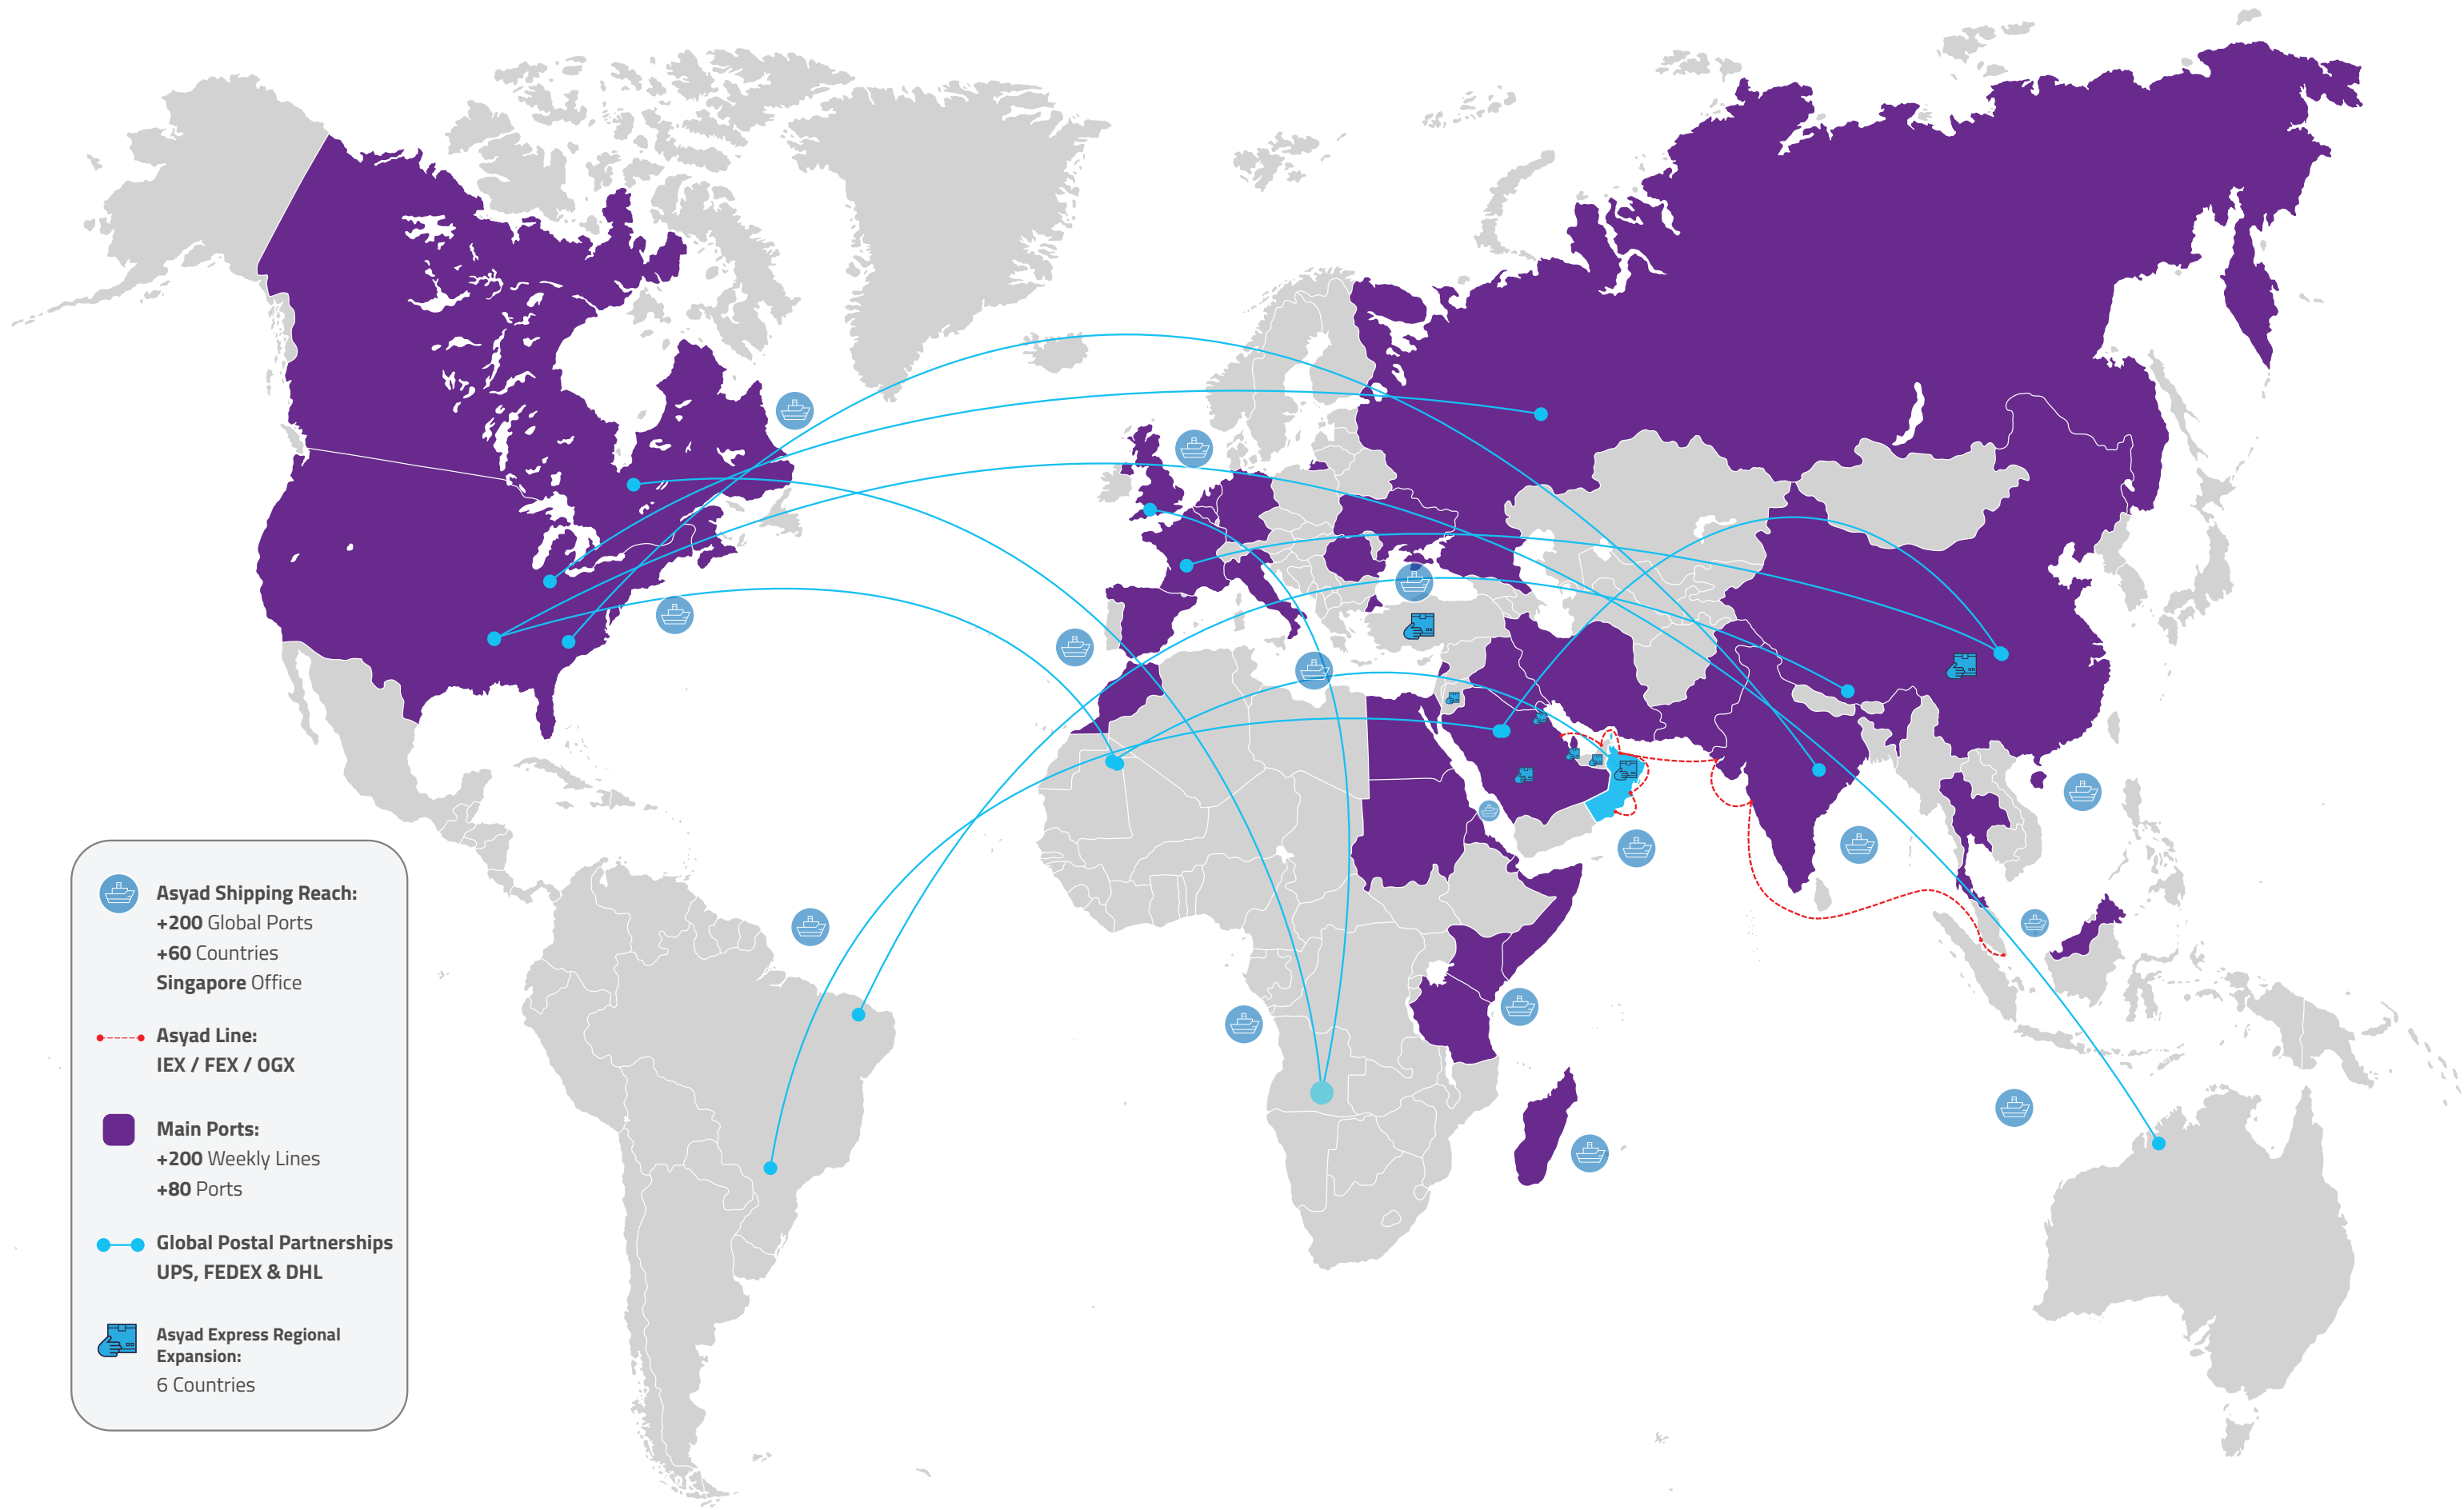 Asyad Shipping Reach:
+200 Global Ports
+60 Countries
Singapore Office
Asyad Line:
IEX / FEX / OGX
Main Ports:
+200 Weekly Lines
+80 Ports
Global Postal Partnerships
UPS, FEDEX & DHL
Asyad Express Regional
Expansion:
6 Countries